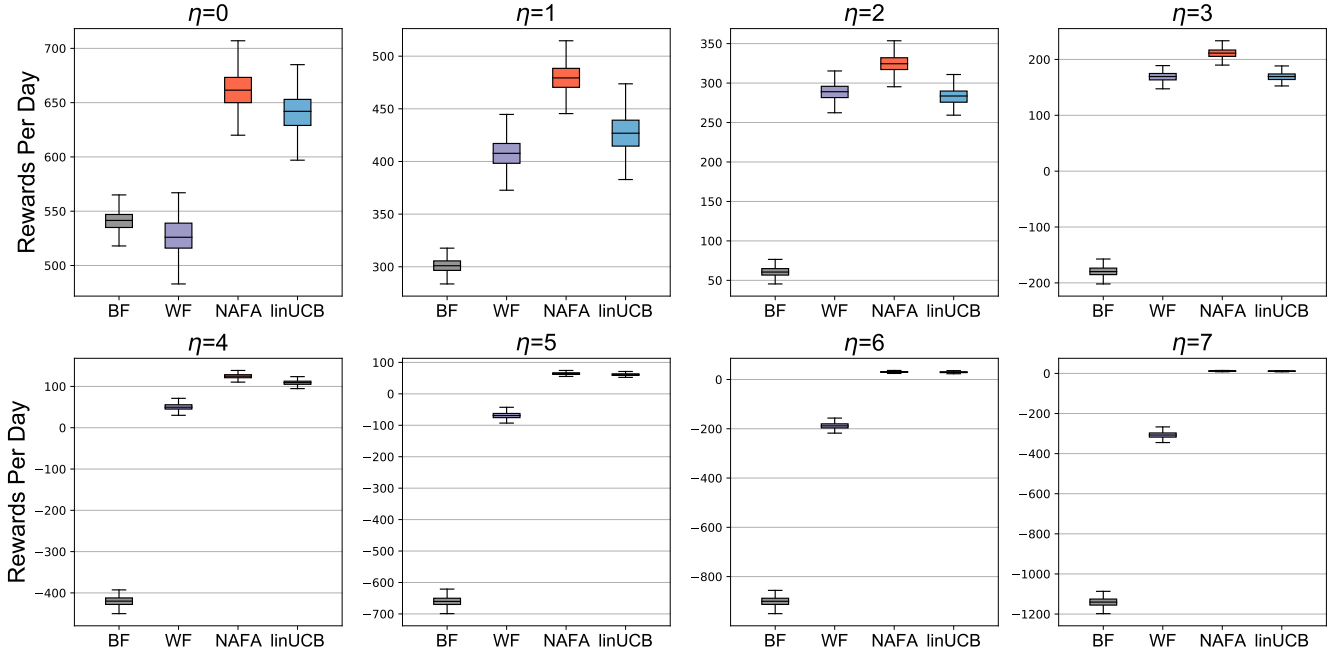 η=0
η=1
η=2
η=3
Rewards Per Day
700
650
600
550
500
BF WF NAFA linUCB
500
450
400
350
300
BF WF NAFA linUCB
350
300
250
200
150
100
50
BF WF NAFA linUCB
200
100
0
−100
−200
BF WF NAFA linUCB
η=4
η=5
η=6
η=7
Rewards Per Day
100
0
−100
−200
−300
−400
BF WF NAFA linUCB
100
0
−100
−200
−300
−400
−500
−600
−700
BF WF NAFA linUCB
0
−200
−400
−600
−800
BF WF NAFA linUCB
0
−200
−400
−600
−800
−1000
−1200
BF WF NAFA linUCB